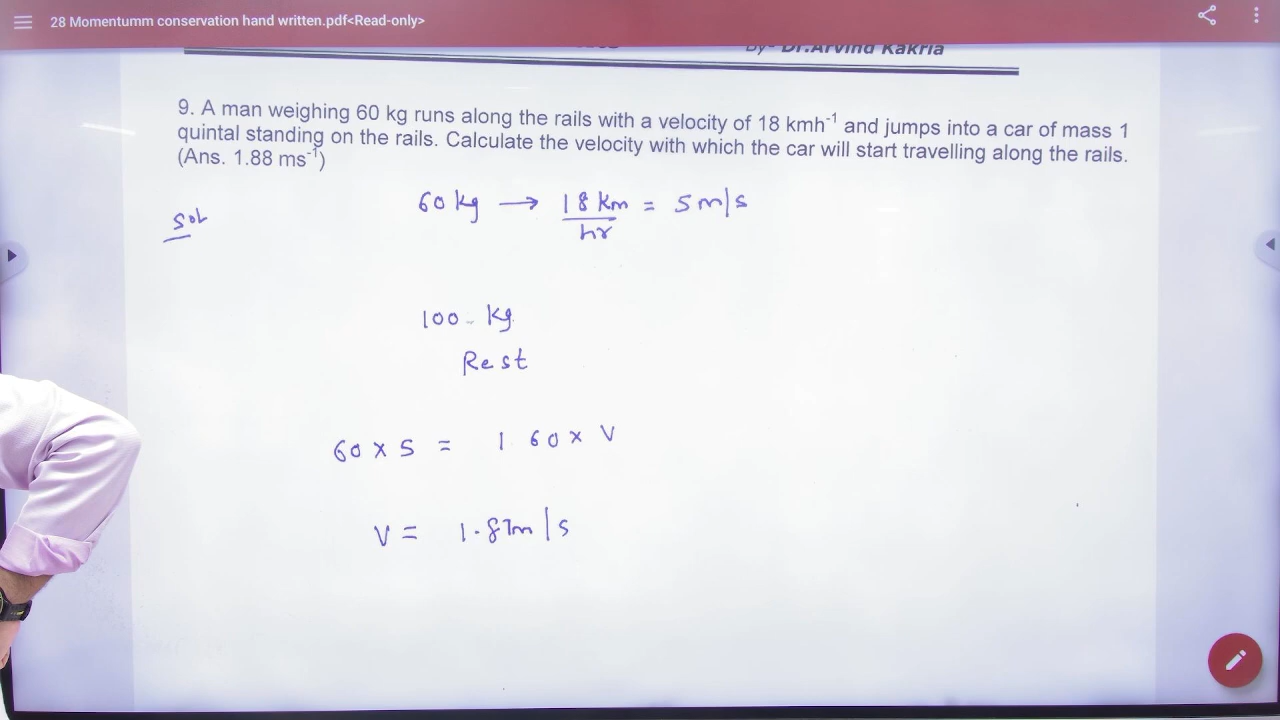 28 Momentumm conservation hand written.pdf<Read-only>
By- Dr.Arvind Kakria
9. A man weighing 60 kg runs along the rails with a velocity of 18 kmh⁻¹ and jumps into a car of mass 1
quintal standing on the rails. Calculate the velocity with which the car will start travelling along the rails.
(Ans. 1.88 ms⁻¹)
Sol
60 kg → 18 km/hr = 5 m/s
100 kg
Rest
60 x 5 = 160 x V
V = 1.87m/s